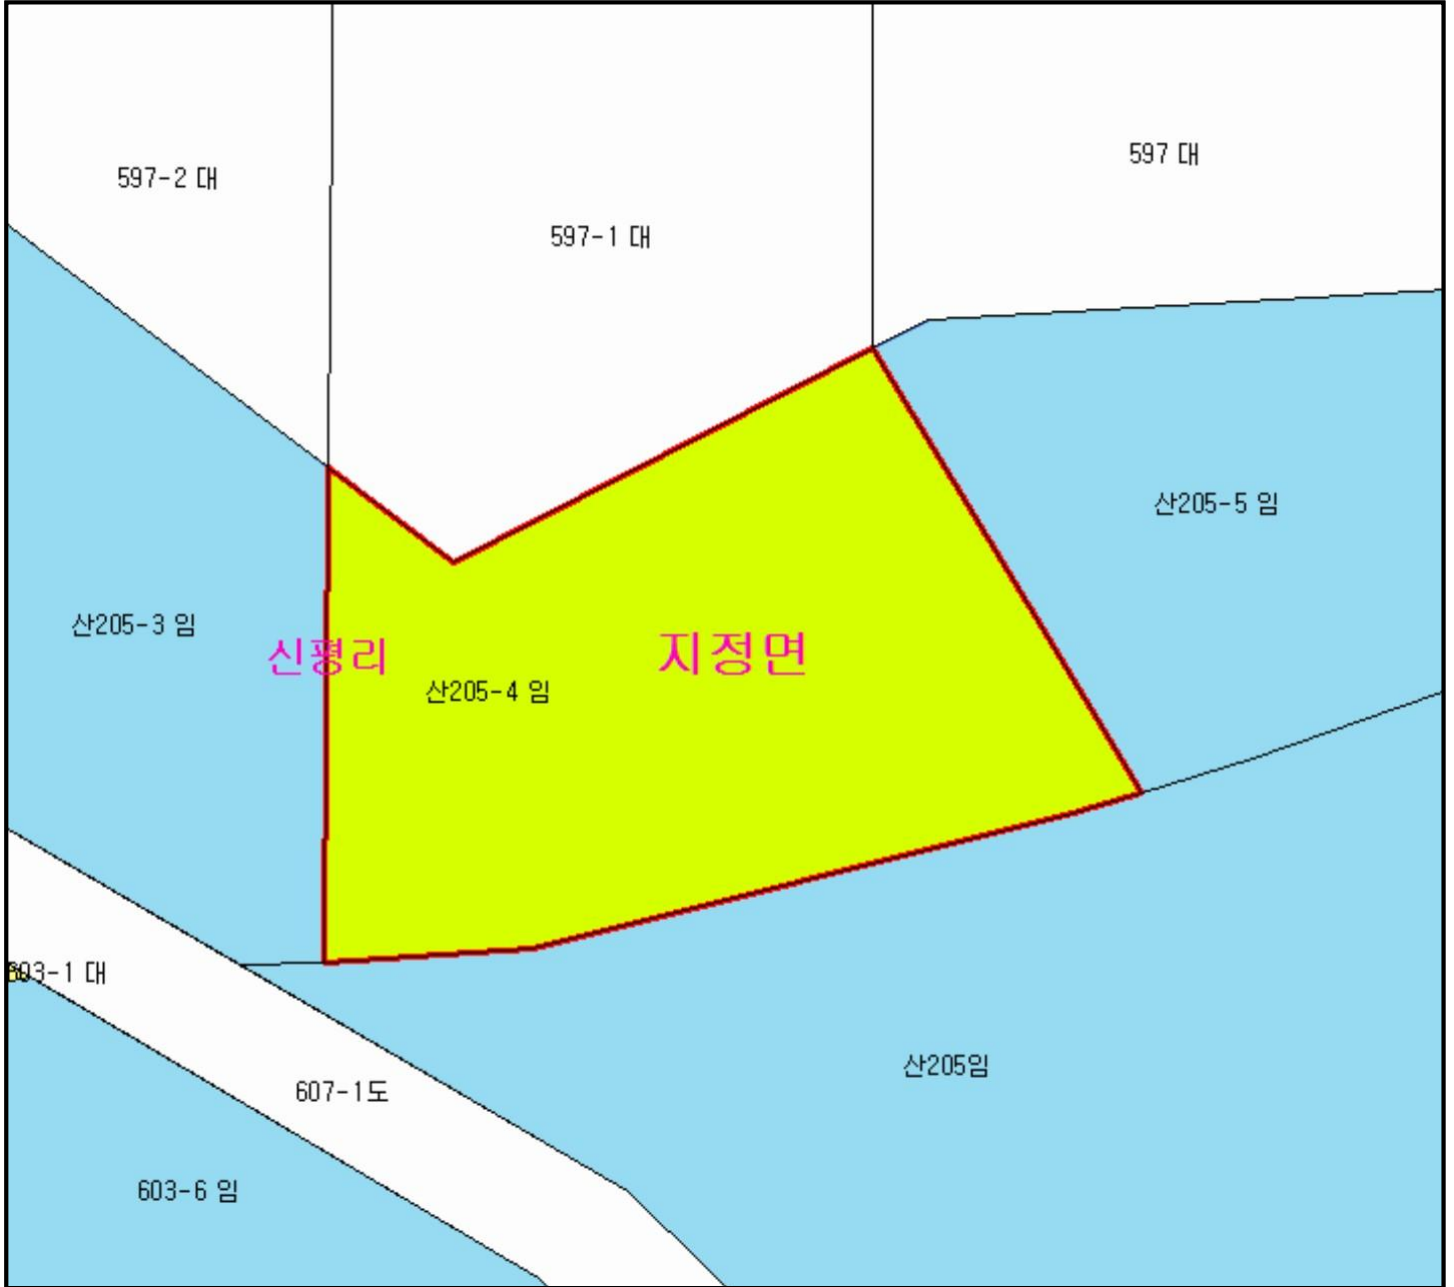 597 대
597-2 대
597-1 대
산205-5 임
산205-3 임
신평리
지정면
산205-4 임
603-1 대
산205임
607-1도
603-6 임